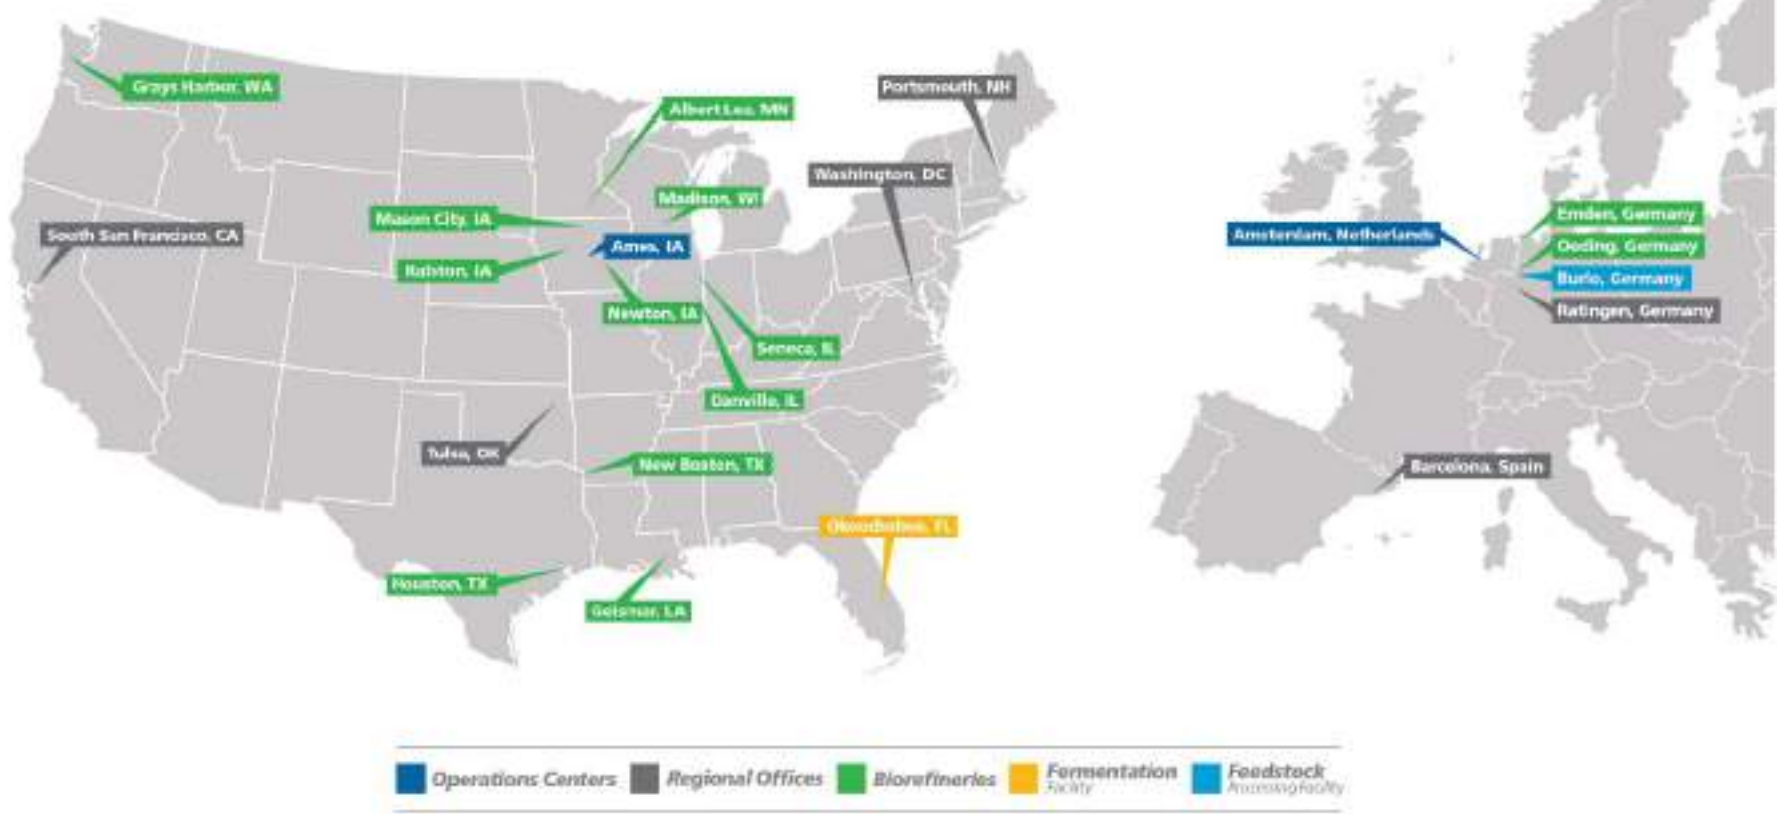 Grays Harbor, WA
Portsmouth, NH
Albert Lea, MN
Washington, DC
Madison, WI
Mason City, IA
South San Francisco, CA
Ames, IA
Ralston, IA
Newton, IA
Seneca, IL
Danville, IL
Tulsa, OK
New Boston, TX
Okeechobee, FL
Houston, TX
Geismar, LA
Emden, Germany
Amsterdam, Netherlands
Oeding, Germany
Burlo, Germany
Ratingen, Germany
Barcelona, Spain
Operations Centers
Regional Offices
Biorefineries
Fermentation
Facility
Feedstock
Processing Facility